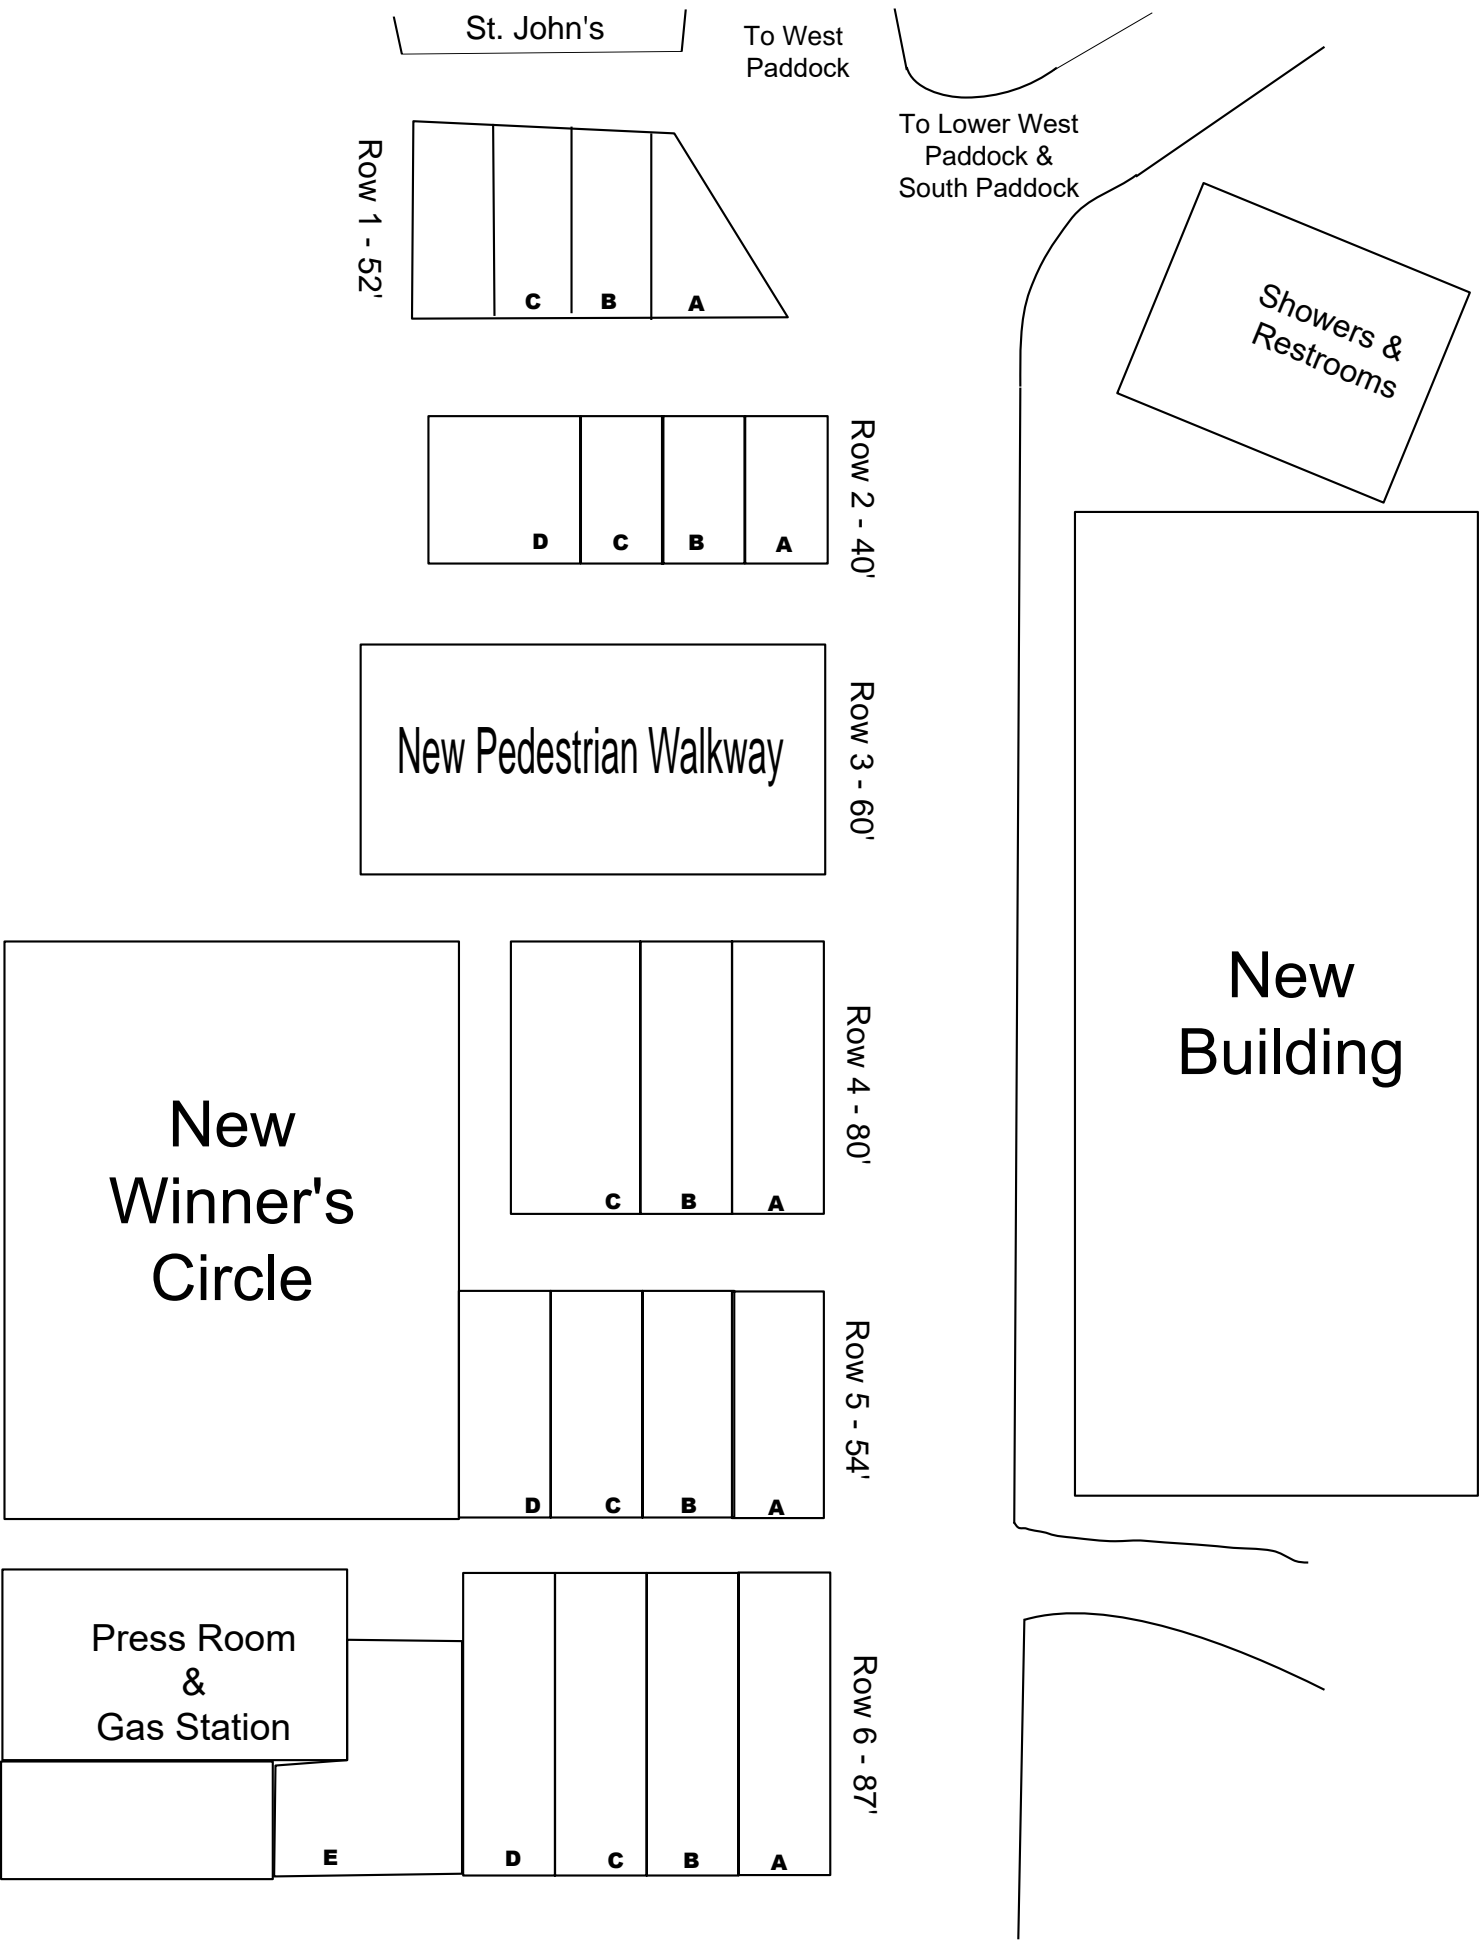 St. John's
To West
Paddock
To Lower West
Paddock &
South Paddock
Row 1 - 52'
C B A
Showers &
Restrooms
Row 2 - 40'
D C B A
New Pedestrian Walkway
Row 3 - 60'
New
Building
New
Winner's
Circle
Row 4 - 80'
C B A
Row 5 - 54'
D C B A
Press Room
&
Gas Station
Row 6 - 87'
E D C B A